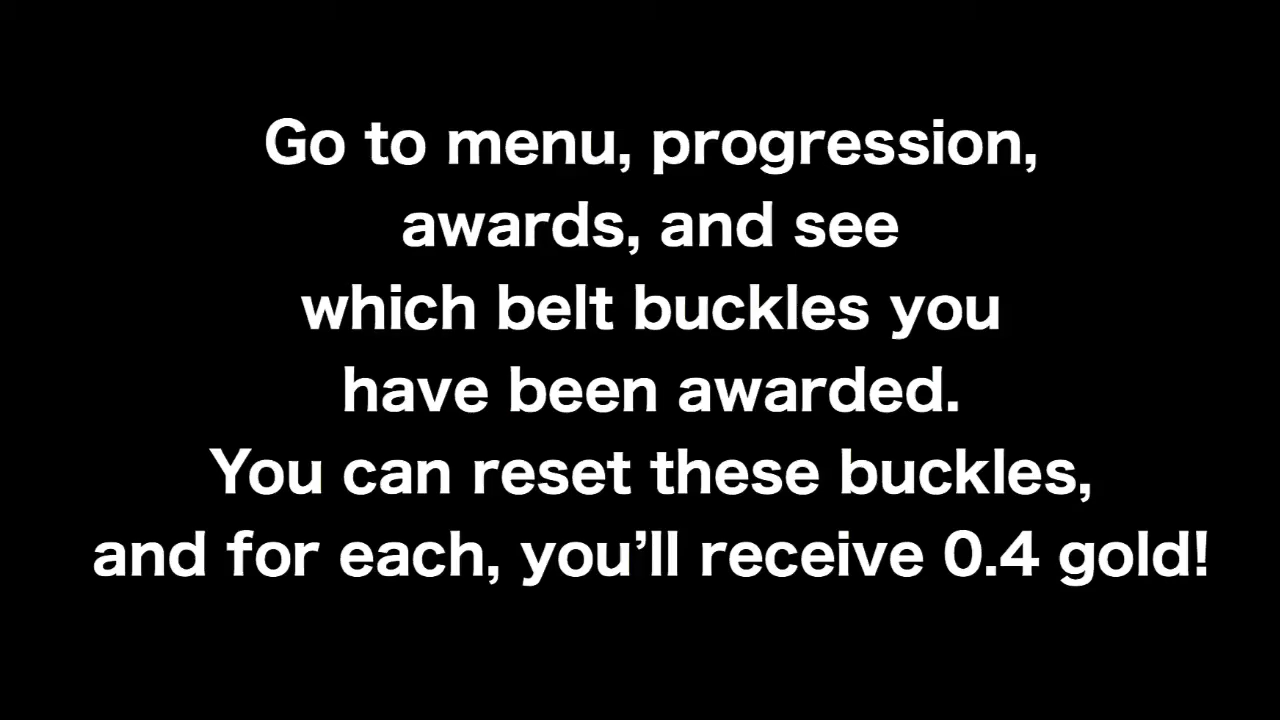 Go to menu, progression,
awards, and see
which belt buckles you
have been awarded.
You can reset these buckles,
and for each, you’ll receive 0.4 gold!